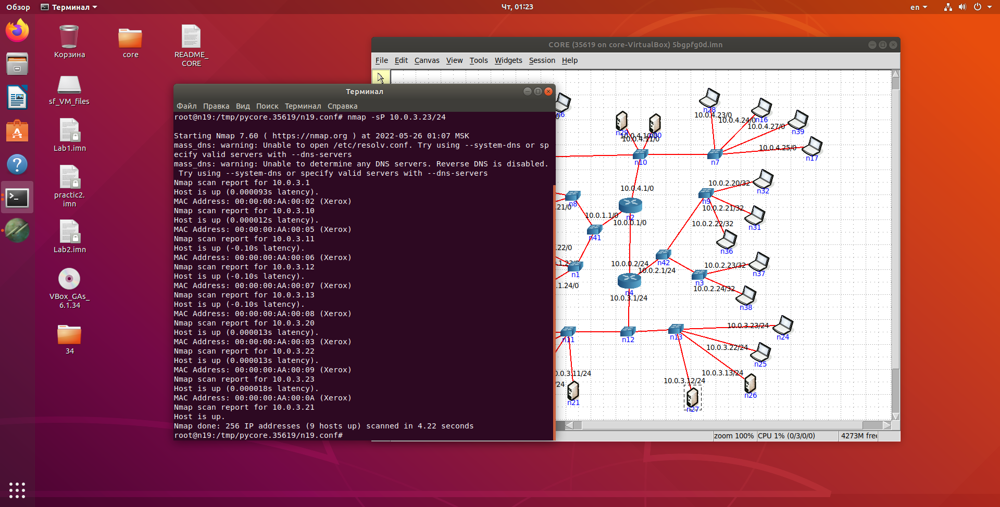 Обзор
Терминал
Чт, 01:23
en
Корзина
core
README_
CORE
sf_VM_files
Lab1.imn
practic2.
imn
Lab2.imn
VBox_GAs_
6.1.34
34
CORE (35619 on core-VirtualBox) 5bgpfg0d.imn
File Edit Canvas View Tools Widgets Session Help
Терминал
Файл Правка Вид Поиск Терминал Справка
root@n19:/tmp/pycore.35619/n19.conf# nmap -sP 10.0.3.23/24
Starting Nmap 7.60 ( https://nmap.org ) at 2022-05-26 01:07 MSK
mass_dns: warning: Unable to open /etc/resolv.conf. Try using --system-dns or sp
ecify valid servers with --dns-servers
mass_dns: warning: Unable to determine any DNS servers. Reverse DNS is disabled.
Try using --system-dns or specify valid servers with --dns-servers
Nmap scan report for 10.0.3.1
Host is up (0.000093s latency).
MAC Address: 00:00:00:AA:00:02 (Xerox)
Nmap scan report for 10.0.3.10
Host is up (0.000012s latency).
MAC Address: 00:00:00:AA:00:05 (Xerox)
Nmap scan report for 10.0.3.11
Host is up (-0.10s latency).
MAC Address: 00:00:00:AA:00:06 (Xerox)
Nmap scan report for 10.0.3.12
Host is up (-0.10s latency).
MAC Address: 00:00:00:AA:00:07 (Xerox)
Nmap scan report for 10.0.3.13
Host is up (-0.10s latency).
MAC Address: 00:00:00:AA:00:08 (Xerox)
Nmap scan report for 10.0.3.20
Host is up (0.000013s latency).
MAC Address: 00:00:00:AA:00:03 (Xerox)
Nmap scan report for 10.0.3.22
Host is up (0.000013s latency).
MAC Address: 00:00:00:AA:00:09 (Xerox)
Nmap scan report for 10.0.3.23
Host is up (0.000018s latency).
MAC Address: 00:00:00:AA:00:0A (Xerox)
Nmap scan report for 10.0.3.21
Host is up.
Nmap done: 256 IP addresses (9 hosts up) scanned in 4.22 seconds
root@n19:/tmp/pycore.35619/n19.conf#
n6
n28
10.0.4.23/0
n16
10.0.4.24/0
10.0.4.27/0
n39
10.0.4.11/0
10.0.4.25/0
n17
n10
n7
10.0.4.1/0
10.0.2.20/32
n32
n8
n9
.21/0
10.0.2.21/32
10.0.1.1/0
n2
10.0.0.1/0
10.0.2.22/32
n31
n41
.22/0
n36
n42
10.0.0.2/24
10.0.2.1/24
10.0.2.23/32
n37
n1
n3
.1.24/0
10.0.2.24/32
n4
10.0.3.1/24
n38
10.0.3.23/24
n24
n11
n12
n13
10.0.3.22/24
n25
0.0.3.11/24
10.0.3.13/24
/24
10.0.3.12/24
n26
n21
n27
zoom 100%
CPU 1% (0/3/0/0)
4273M fre